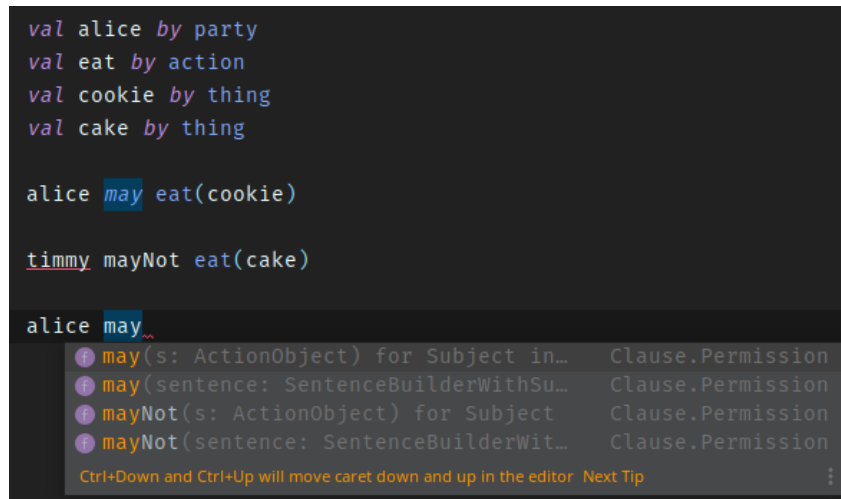 val alice by party
val eat by action
val cookie by thing
val cake by thing
alice may eat(cookie)
timmy mayNot eat(cake)
alice may
f may(s: ActionObject) for Subject in… Clause.Permission
f may(sentence: SentenceBuilderWithSu… Clause.Permission
f mayNot(s: ActionObject) for Subject Clause.Permission
f mayNot(sentence: SentenceBuilderWit… Clause.Permission
Ctrl+Down and Ctrl+Up will move caret down and up in the editor Next Tip